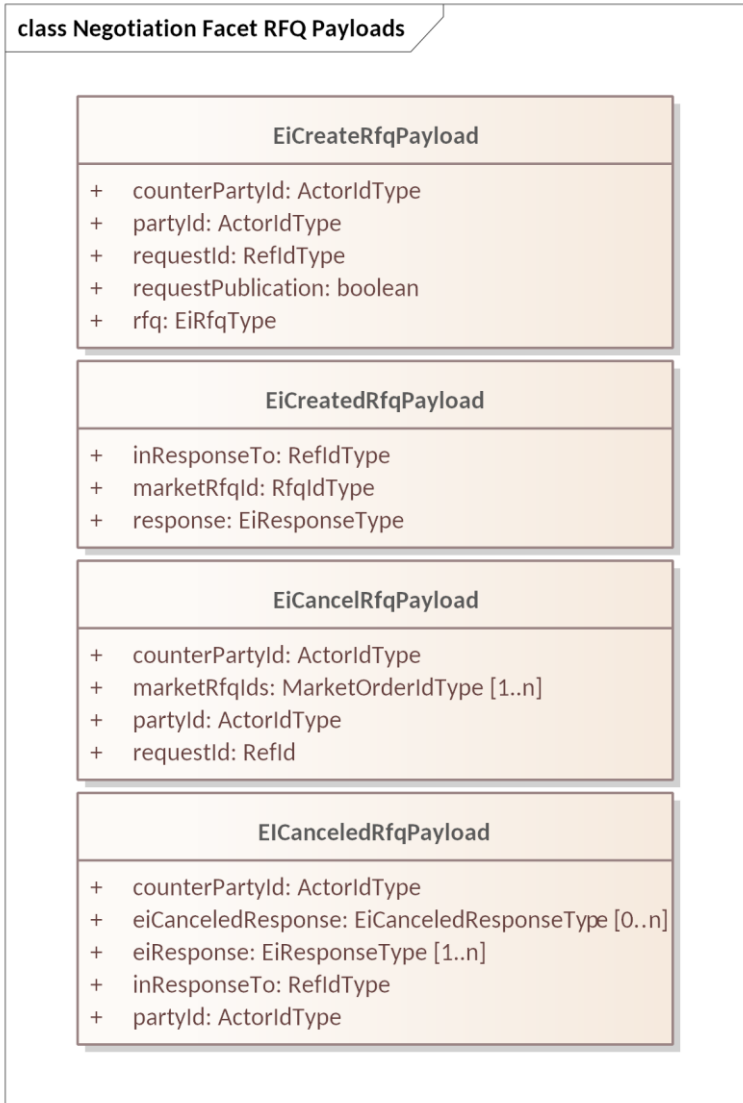 class Negotiation Facet RFQ Payloads
EiCreateRfqPayload
+ counterPartyId: ActorIdType
+ partyId: ActorIdType
+ requestId: RefIdType
+ requestPublication: boolean
+ rfq: EiRfqType
EiCreatedRfqPayload
+ inResponseTo: RefIdType
+ marketRfqId: RfqIdType
+ response: EiResponseType
EiCancelRfqPayload
+ counterPartyId: ActorIdType
+ marketRfqIds: MarketOrderIdType [1..n]
+ partyId: ActorIdType
+ requestId: RefId
EICanceledRfqPayload
+ counterPartyId: ActorIdType
+ eiCanceledResponse: EiCanceledResponseType [0..n]
+ eiResponse: EiResponseType [1..n]
+ inResponseTo: RefIdType
+ partyId: ActorIdType